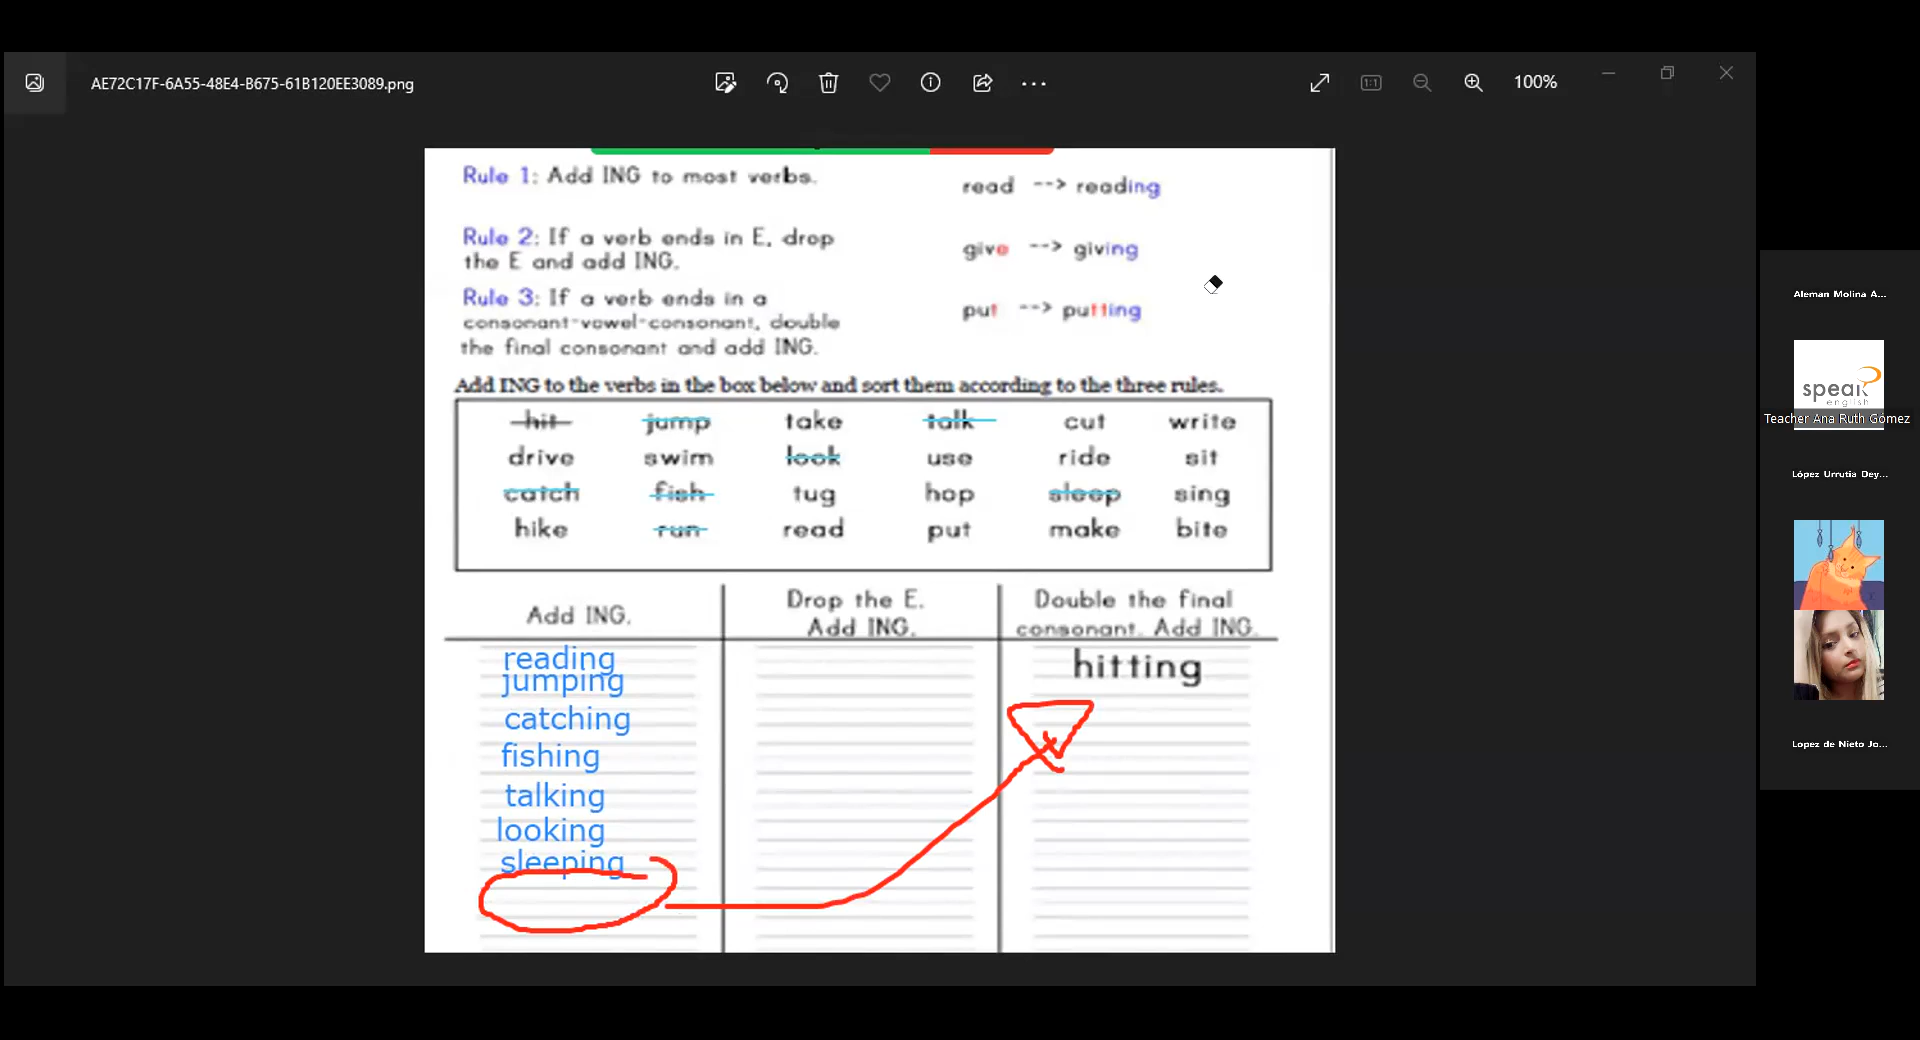 AE72C17F-6A55-48E4-B675-61B120EE3089.png
100%
Rule 1: Add ING to most verbs.
read --> reading
Rule 2: If a verb ends in E, drop
the E and add ING.
give --> giving
Rule 3: If a verb ends in a
consonant-vowel-consonant, double
the final consonant and add ING.
put --> putting
Add ING to the verbs in the box below and sort them according to the three rules.
hit jump take talk cut write
drive swim look use ride sit
catch fish tug hop sleep sing
hike run read put make bite
Add ING.
Drop the E.
Add ING.
Double the final
consonant. Add ING.
reading
jumping
catching
fishing
talking
looking
sleeping
hitting
Aleman Molina A...
speak
english
Teacher Ana Ruth Gómez
López Urrutia Dey...
Lopez de Nieto Jo...